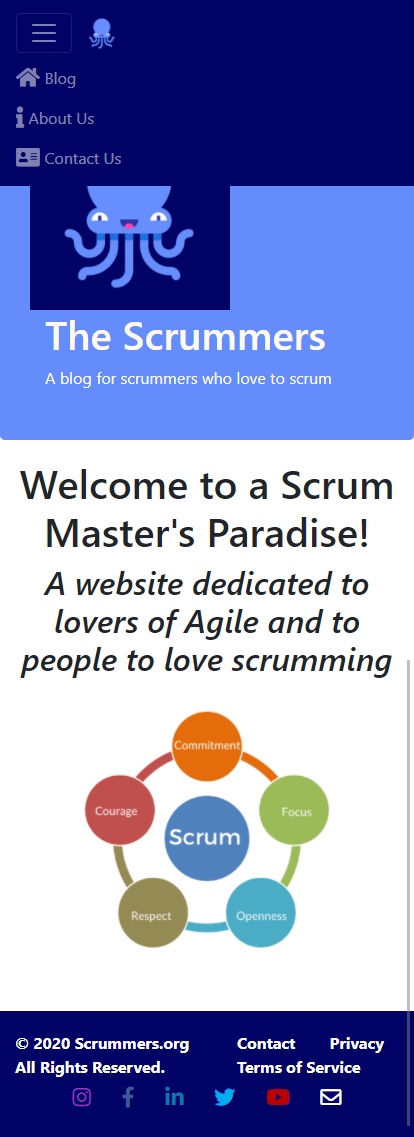 Blog
About Us
Contact Us
The Scrummers
A blog for scrummers who love to scrum
Welcome to a Scrum
Master's Paradise!
A website dedicated to
lovers of Agile and to
people to love scrumming
Commitment
Courage
Focus
Scrum
Respect
Openness
© 2020 Scrummers.org
All Rights Reserved.
Contact Privacy
Terms of Service